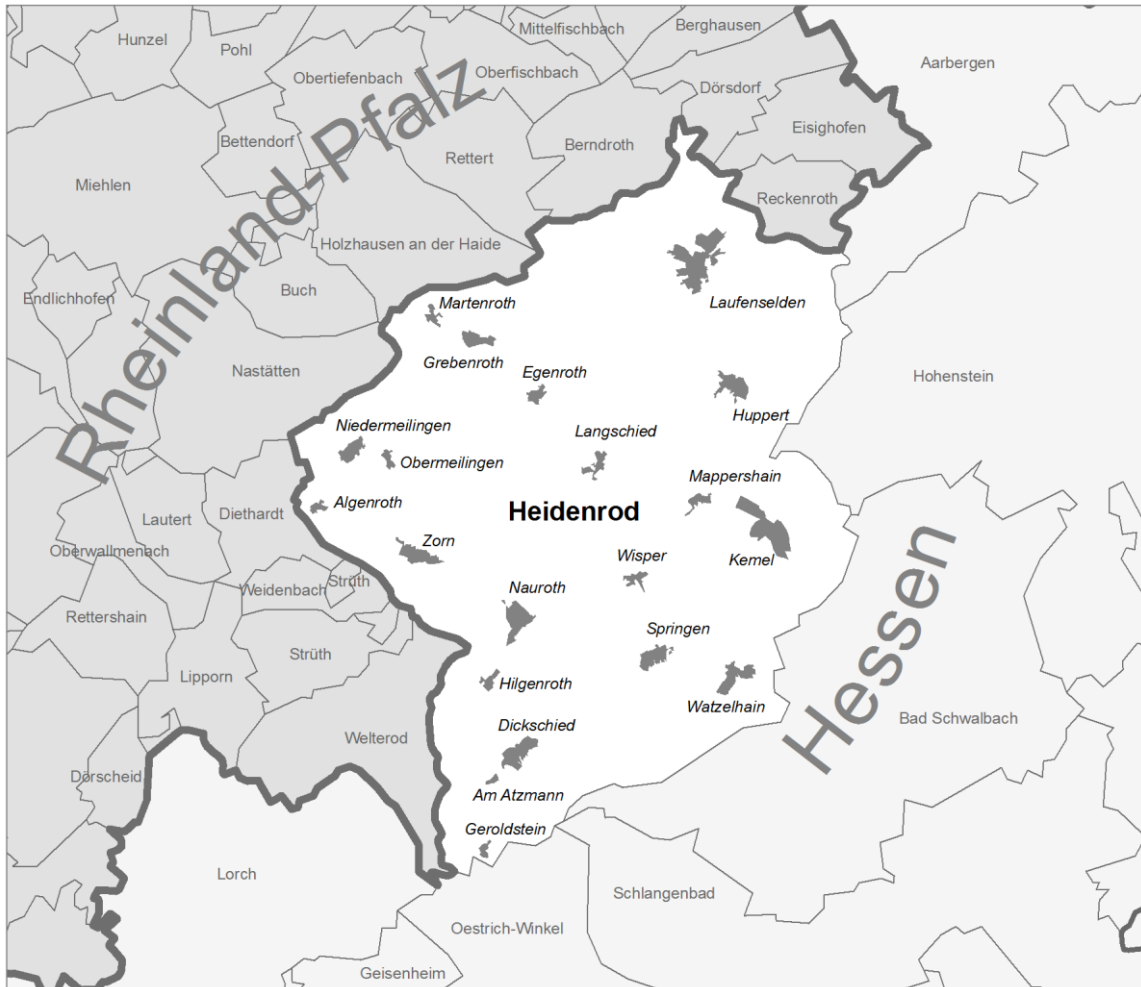 Hunzel
Pohl
Mittelfischbach
Berghausen
Aarbergen
Obertiefenbach
Oberfischbach
Dörsdorf
Eisighofen
Bettendorf
Rettert
Berndroth
Miehlen
Reckenroth
Rheinland-Pfalz
Holzhausen an der Haide
Endlichhofen
Buch
Martenroth
Laufenselden
Grebenroth
Nastätten
Egenroth
Hohenstein
Huppert
Niedermeilingen
Langschied
Obermeilingen
Mappershain
Algenroth
Heidenrod
Lautert
Diethardt
Oberwallmenach
Zorn
Wisper
Kemel
Hessen
Strüth
Weidenbach
Nauroth
Rettershain
Springen
Strüth
Lipporn
Hilgenroth
Watzelhain
Bad Schwalbach
Dickschied
Welterod
Dörscheid
Am Atzmann
Geroldstein
Lorch
Schlangenbad
Oestrich-Winkel
Geisenheim